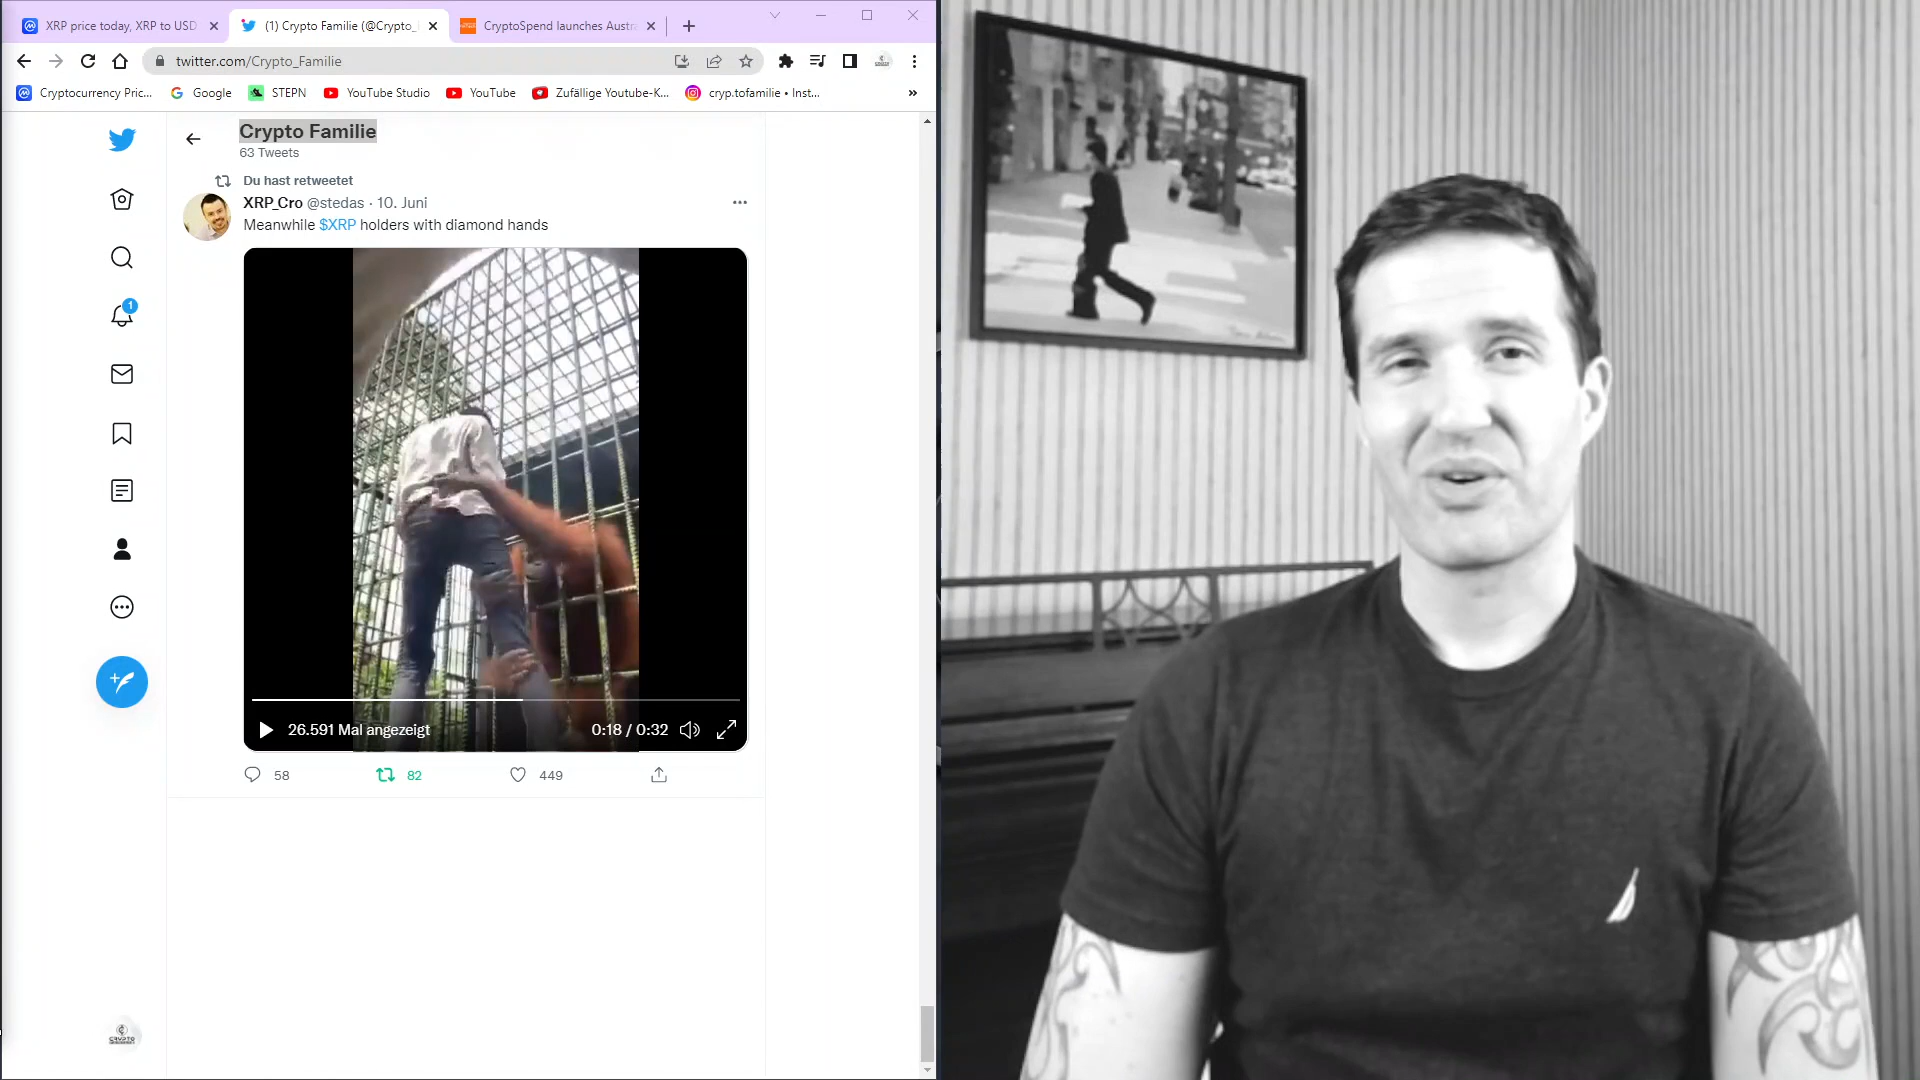 XRP price today, XRP to USD
(1) Crypto Familie (@Crypto_
CryptoSpend launches Austra
twitter.com/Crypto_Familie
Cryptocurrency Pric...
Google
STEPN
YouTube Studio
YouTube
Zufällige Youtube-K...
cryp.tofamilie • Inst...
»
Crypto Familie
63 Tweets
Du hast retweetet
XRP_Cro @stedas · 10. Juni
Meanwhile $XRP holders with diamond hands
1
26.591 Mal angezeigt
0:18 / 0:32
58
82
449
CRYPTO